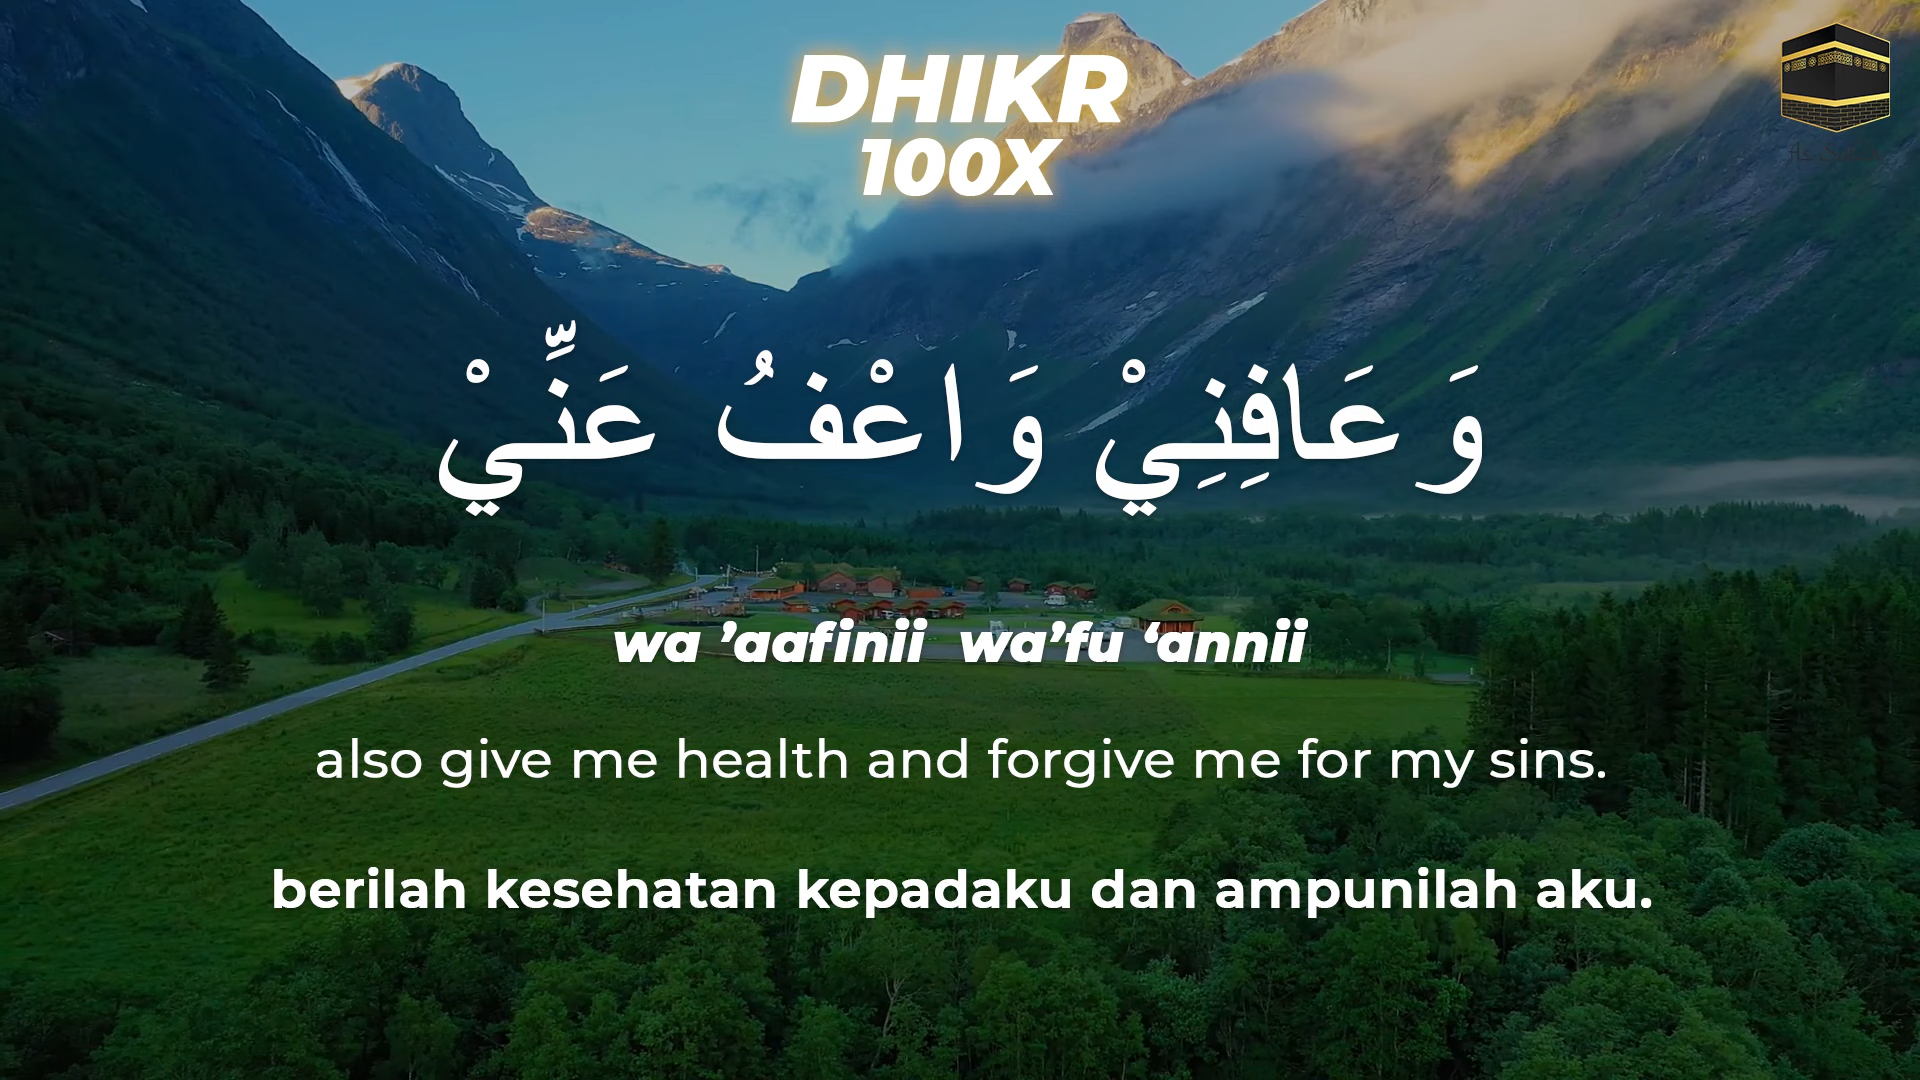 DHIKR
100X
وَعَافِنِيْ وَاعْفُ عَنِّيْ
wa ’aafinii wa’fu ‘annii
also give me health and forgive me for my sins.
berilah kesehatan kepadaku dan ampunilah aku.